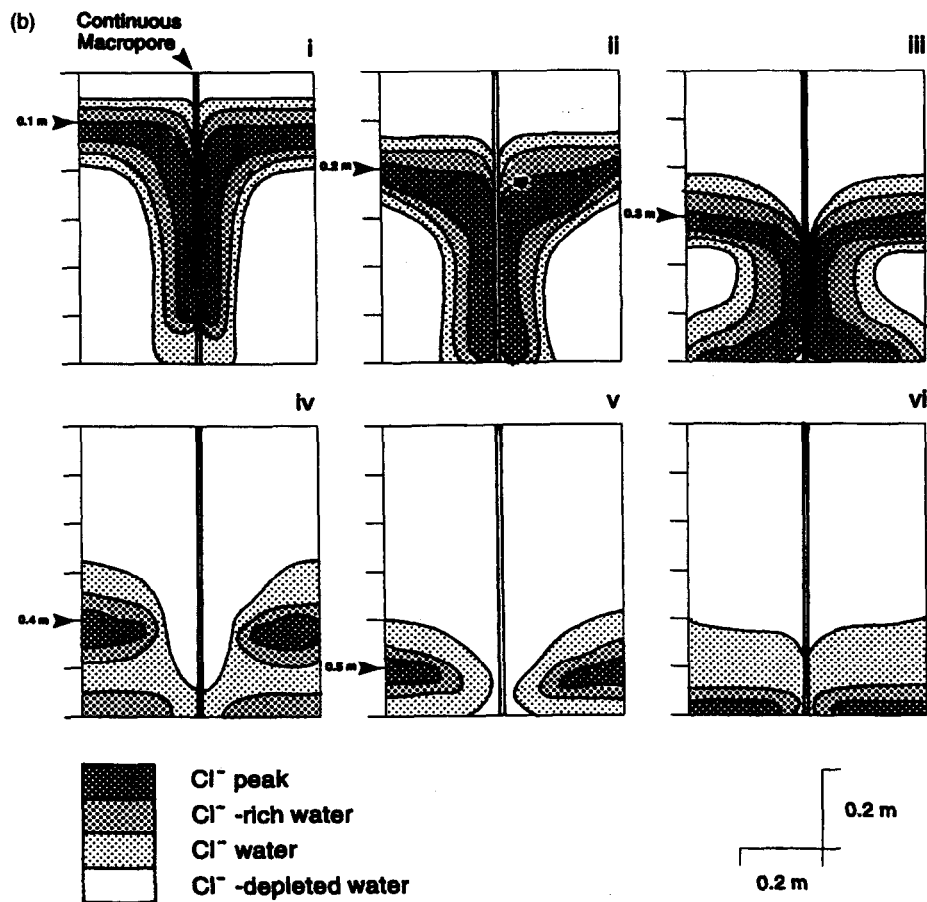 (b)
Continuous
Macropore
i
ii
iii
0.1 m
0.2 m
0.3 m
iv
v
vi
0.4 m
0.5 m
Cl⁻ peak
Cl⁻ -rich water
Cl⁻ water
Cl⁻ -depleted water
0.2 m
0.2 m